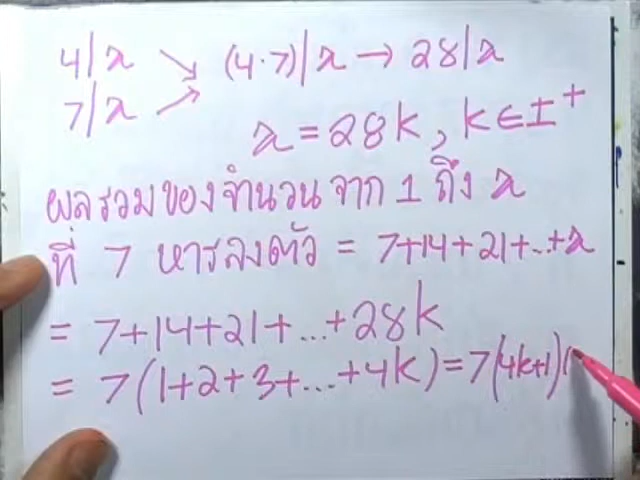 4|x
7|x
(4·7)|x → 28|x
x = 28k, k∈I⁺
ผลรวมของจำนวน จาก 1 ถึง x
ที่ 7 หารลงตัว = 7+14+21+...+x
= 7+14+21+...+28k
= 7(1+2+3+...+4k) = 7(4k+1)(